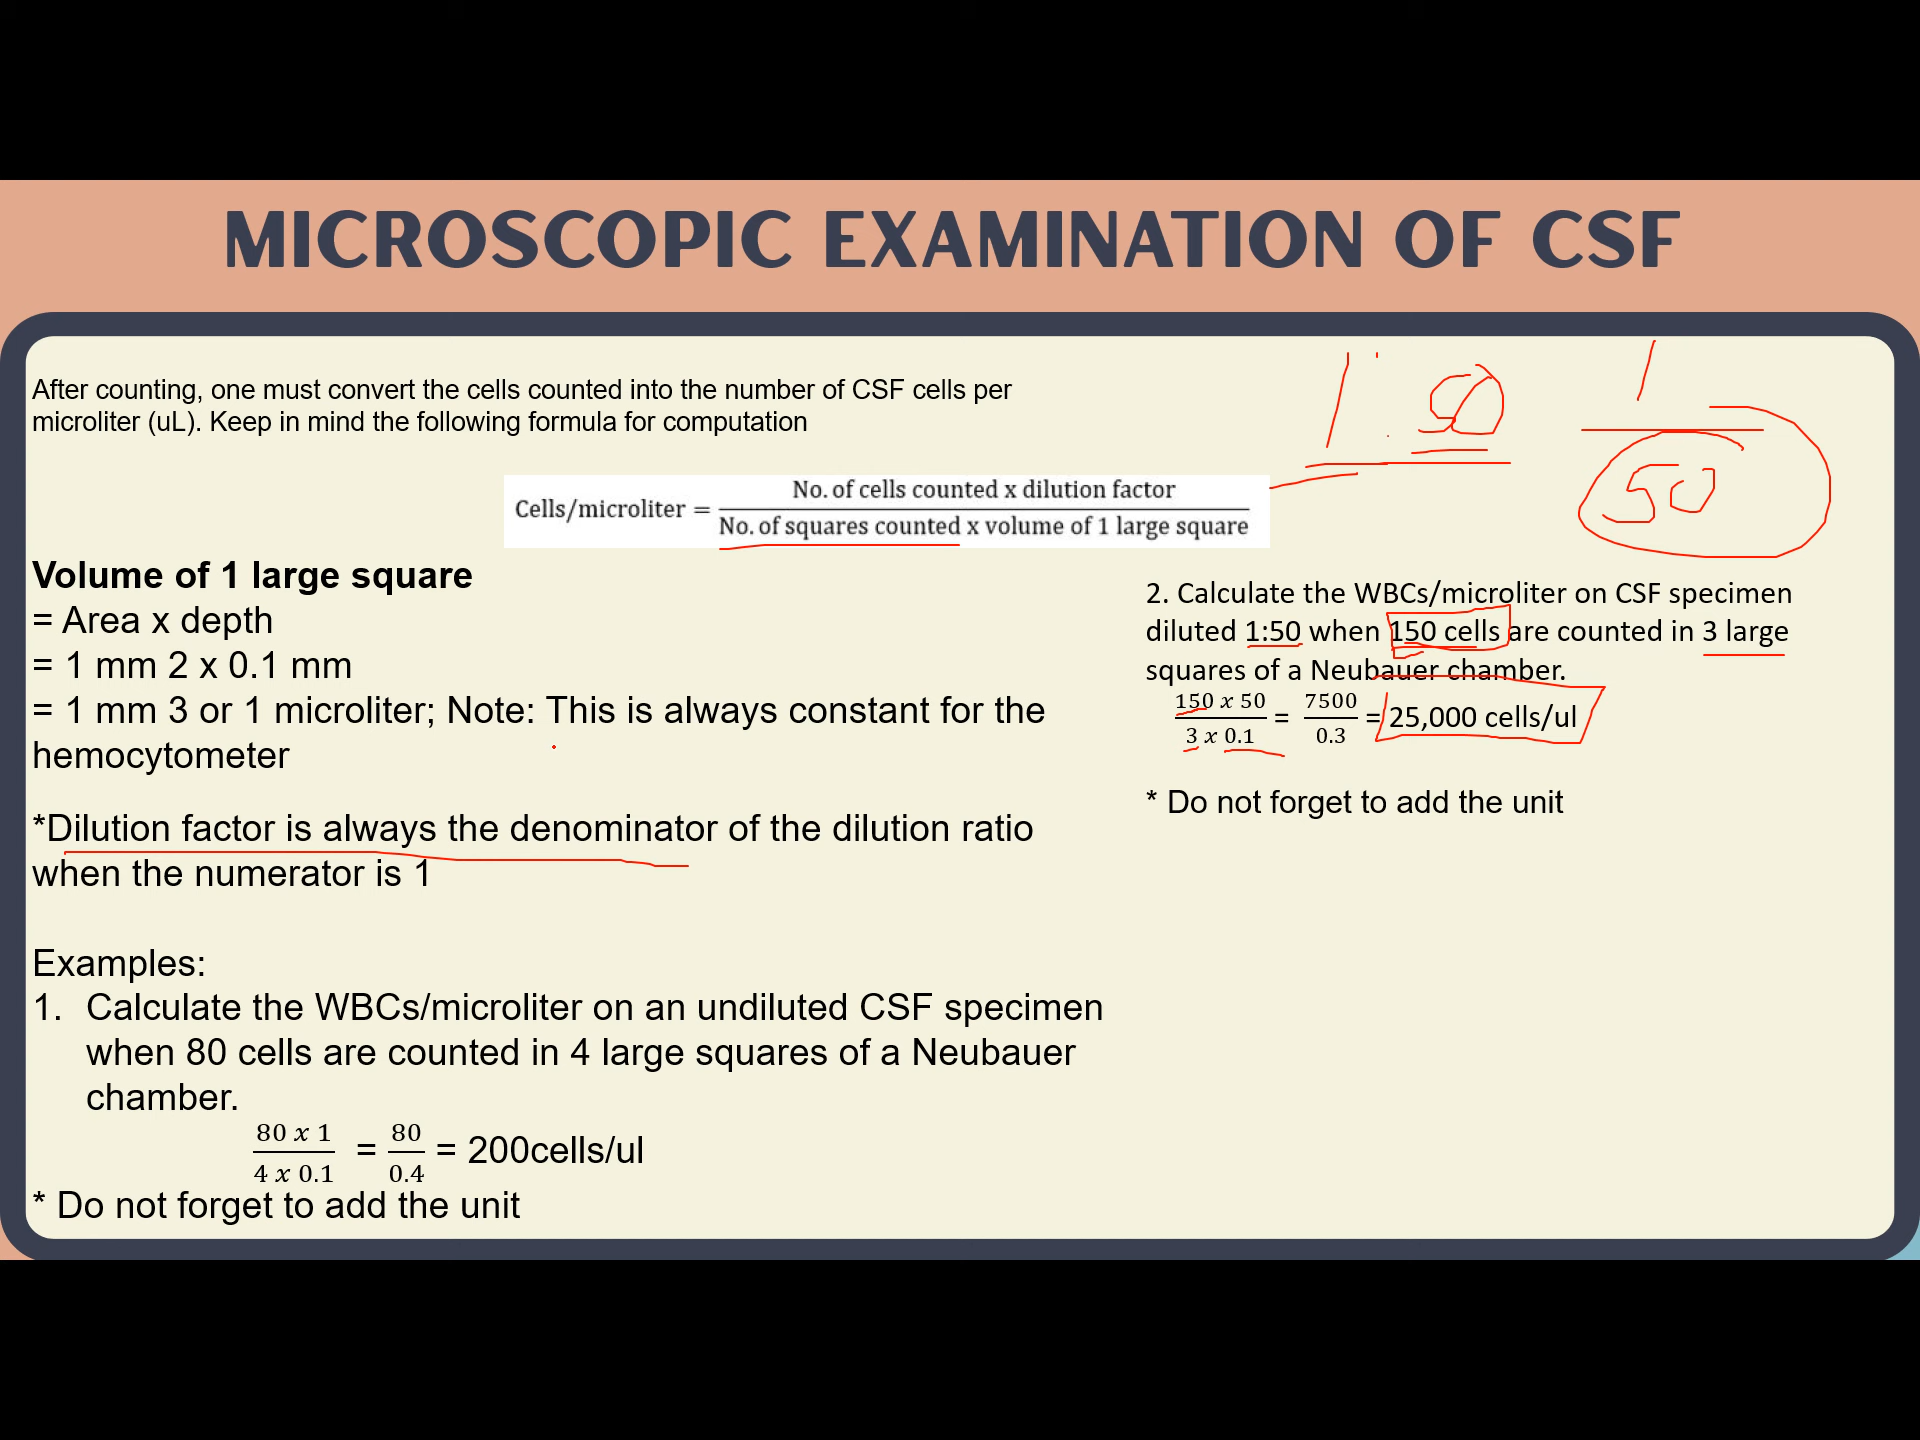 MICROSCOPIC EXAMINATION OF CSF
After counting, one must convert the cells counted into the number of CSF cells per
microliter (uL). Keep in mind the following formula for computation
Cells/microliter = No. of cells counted x dilution factor
No. of squares counted x volume of 1 large square
1:50
1
50
Volume of 1 large square
= Area x depth
= 1 mm 2 x 0.1 mm
= 1 mm 3 or 1 microliter; Note: This is always constant for the
hemocytometer
*Dilution factor is always the denominator of the dilution ratio
when the numerator is 1
Examples:
1. Calculate the WBCs/microliter on an undiluted CSF specimen
when 80 cells are counted in 4 large squares of a Neubauer
chamber.
80 x 1 / 4 x 0.1 = 80 / 0.4 = 200cells/ul
* Do not forget to add the unit
2. Calculate the WBCs/microliter on CSF specimen
diluted 1:50 when 150 cells are counted in 3 large
squares of a Neubauer chamber.
150 x 50 / 3 x 0.1 = 7500 / 0.3 = 25,000 cells/ul
* Do not forget to add the unit